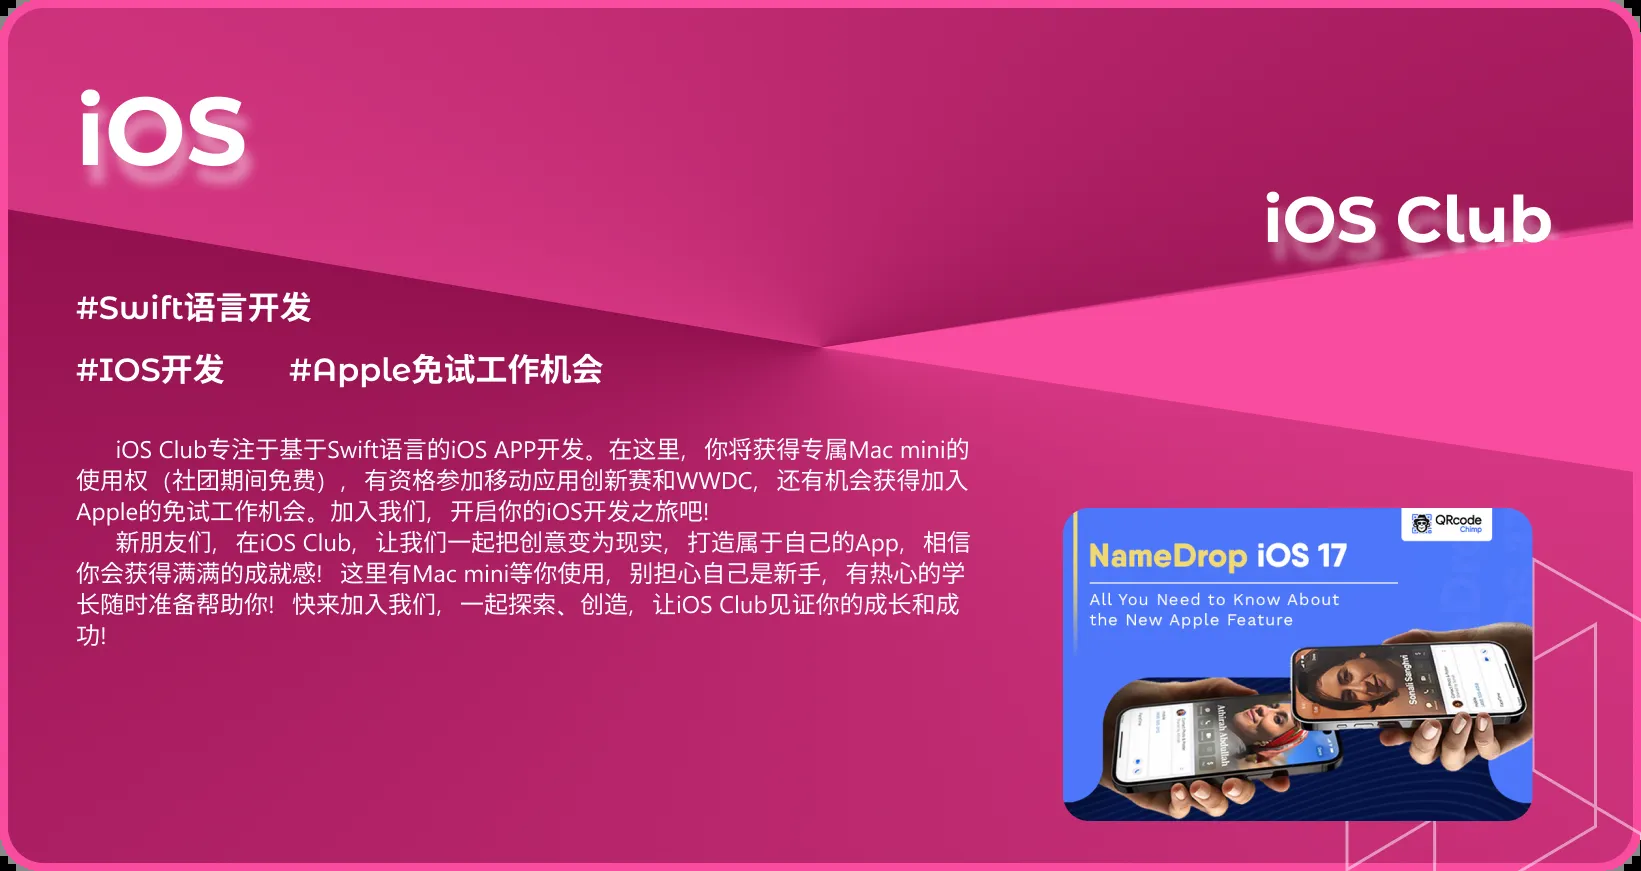 iOS
iOS Club
#Swift语言开发
#IOS开发 #Apple免试工作机会
iOS Club专注于基于Swift语言的iOS APP开发。在这里，你将获得专属Mac mini的
使用权（社团期间免费），有资格参加移动应用创新赛和WWDC，还有机会获得加入
Apple的免试工作机会。加入我们，开启你的iOS开发之旅吧!
新朋友们，在iOS Club，让我们一起把创意变为现实，打造属于自己的App，相信
你会获得满满的成就感！这里有Mac mini等你使用，别担心自己是新手，有热心的学
长随时准备帮助你！快来加入我们，一起探索、创造，让iOS Club见证你的成长和成
功!
QRcode
Chimp
NameDrop iOS 17
All You Need to Know About
the New Apple Feature
Sonali Sanghvi
Athirah Abdullah